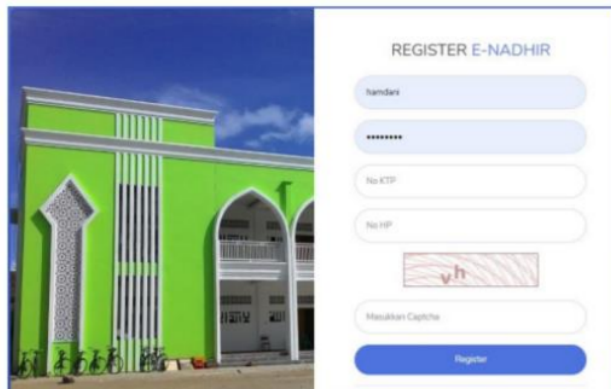 REGISTER E-NADHIR
hamdani
••••••••
No KTP
No HP
vh
Masukkan Captcha
Register